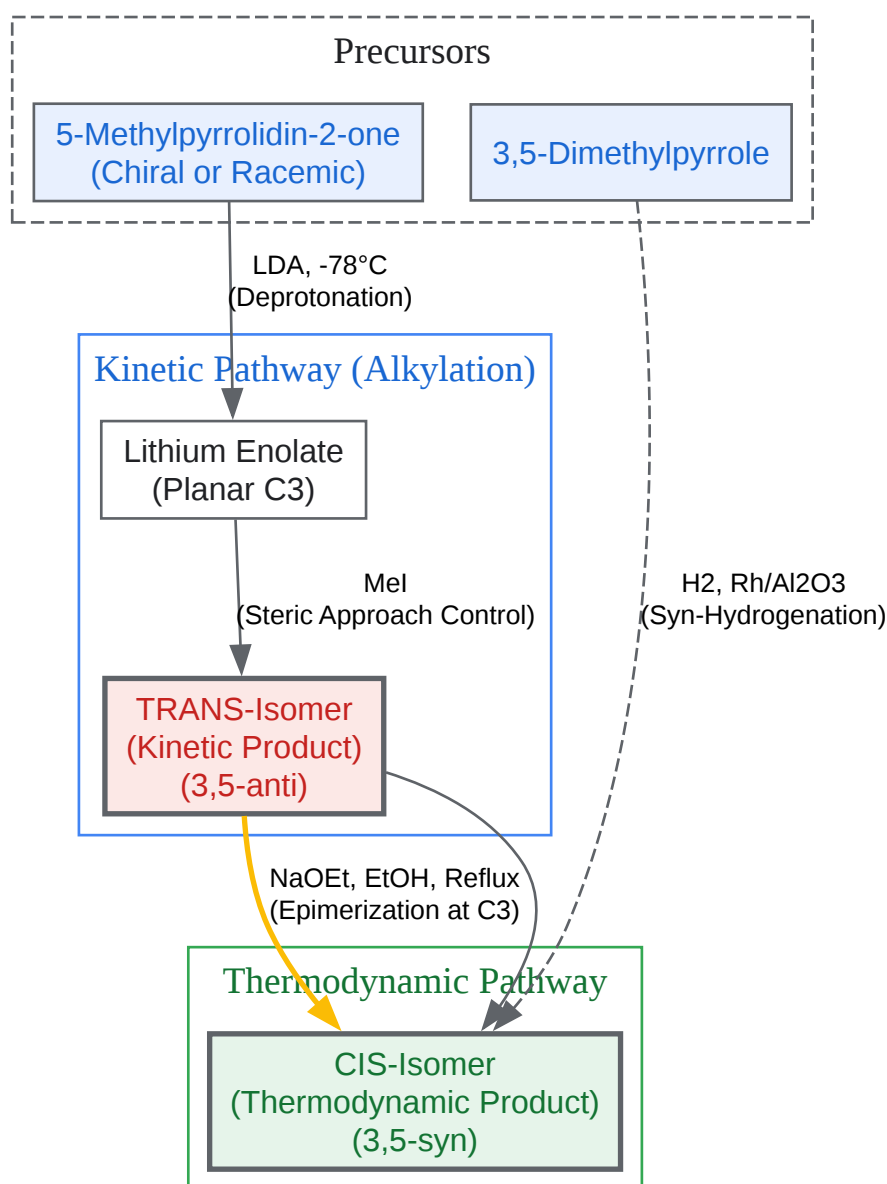 Precursors
5-Methylpyrrolidin-2-one
(Chiral or Racemic)
3,5-Dimethylpyrrole
LDA, -78°C
(Deprotonation)
Kinetic Pathway (Alkylation)
Lithium Enolate
(Planar C3)
MeI
(Steric Approach Control)
H2, Rh/Al2O3
(Syn-Hydrogenation)
TRANS-Isomer
(Kinetic Product)
(3,5-anti)
NaOEt, EtOH, Reflux
(Epimerization at C3)
Thermodynamic Pathway
CIS-Isomer
(Thermodynamic Product)
(3,5-syn)